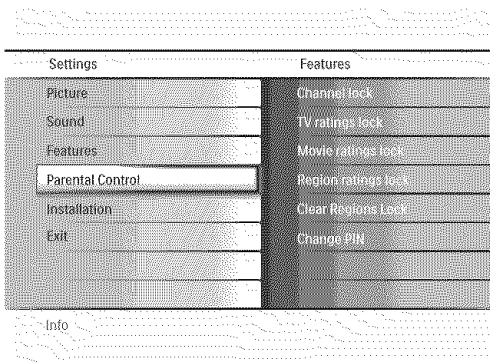 Settings
Features
Picture
Channel lock
Sound
TV ratings lock
Features
Movie ratings lock
Parental Control
Region ratings lock
Installation
Clear Regions Lock
Exit
Change PIN
Info